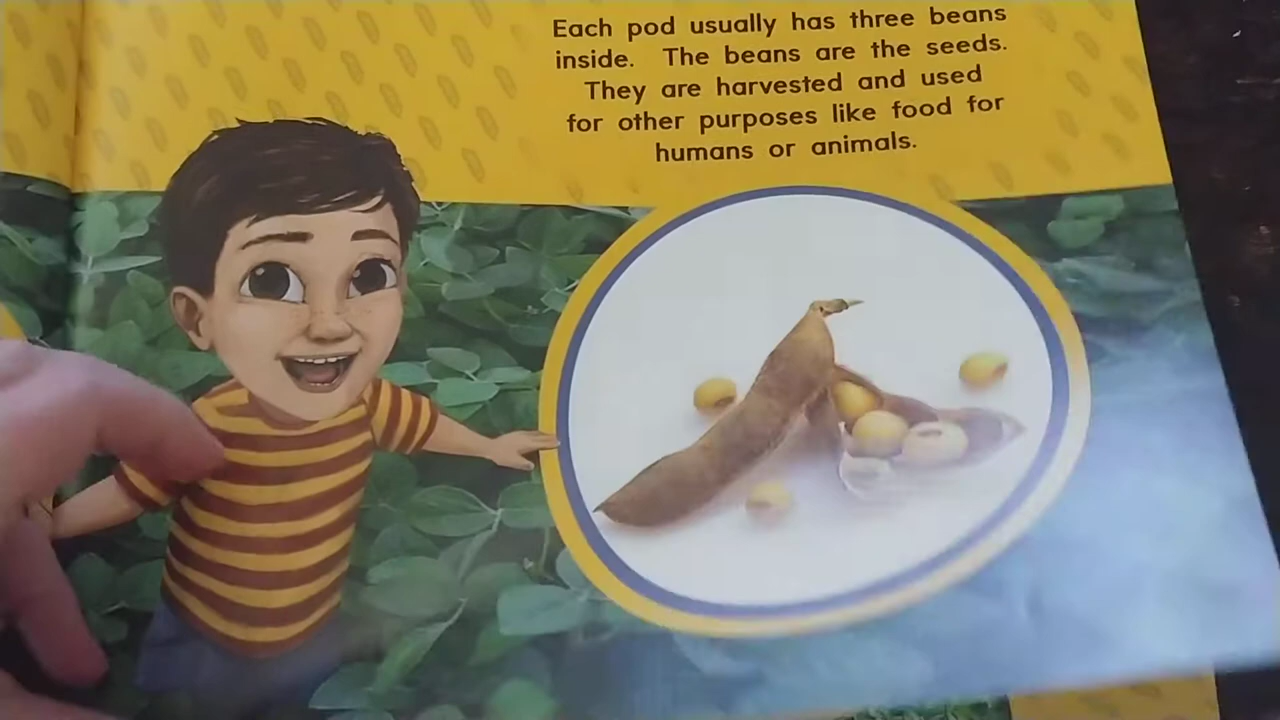 Each pod usually has three beans
inside. The beans are the seeds.
They are harvested and used
for other purposes like food for
humans or animals.